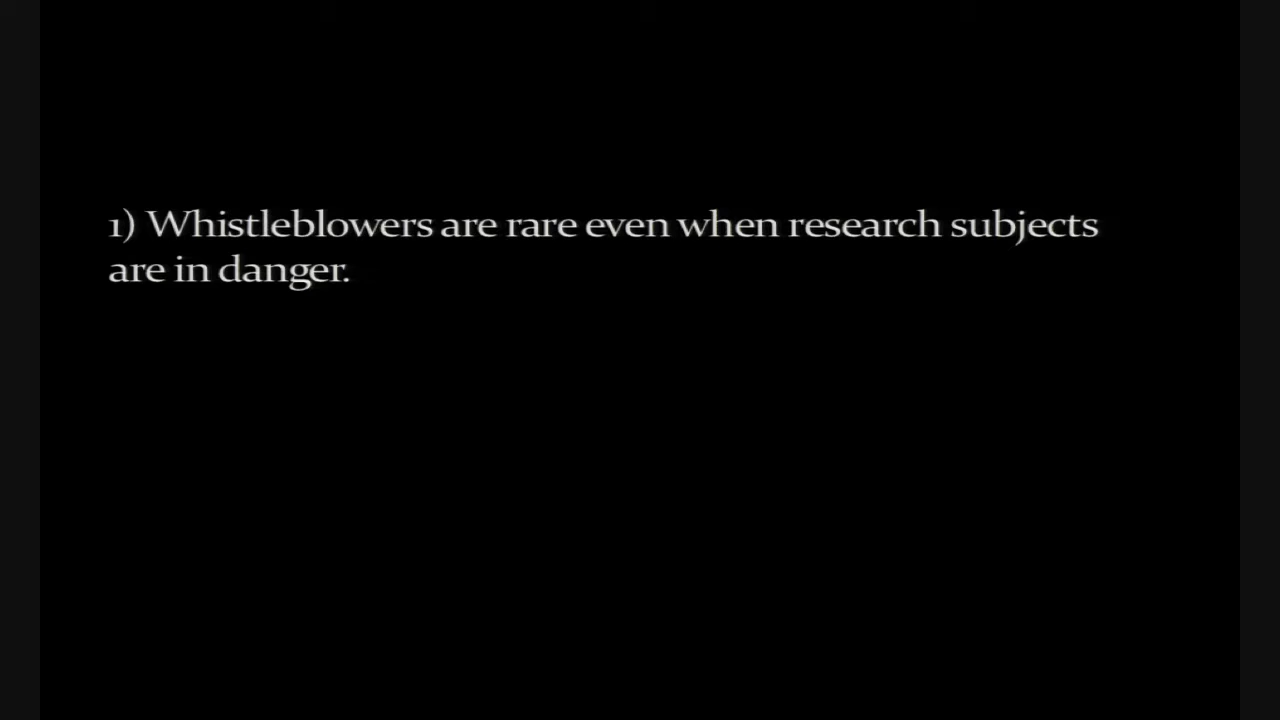 1) Whistleblowers are rare even when research subjects
are in danger.